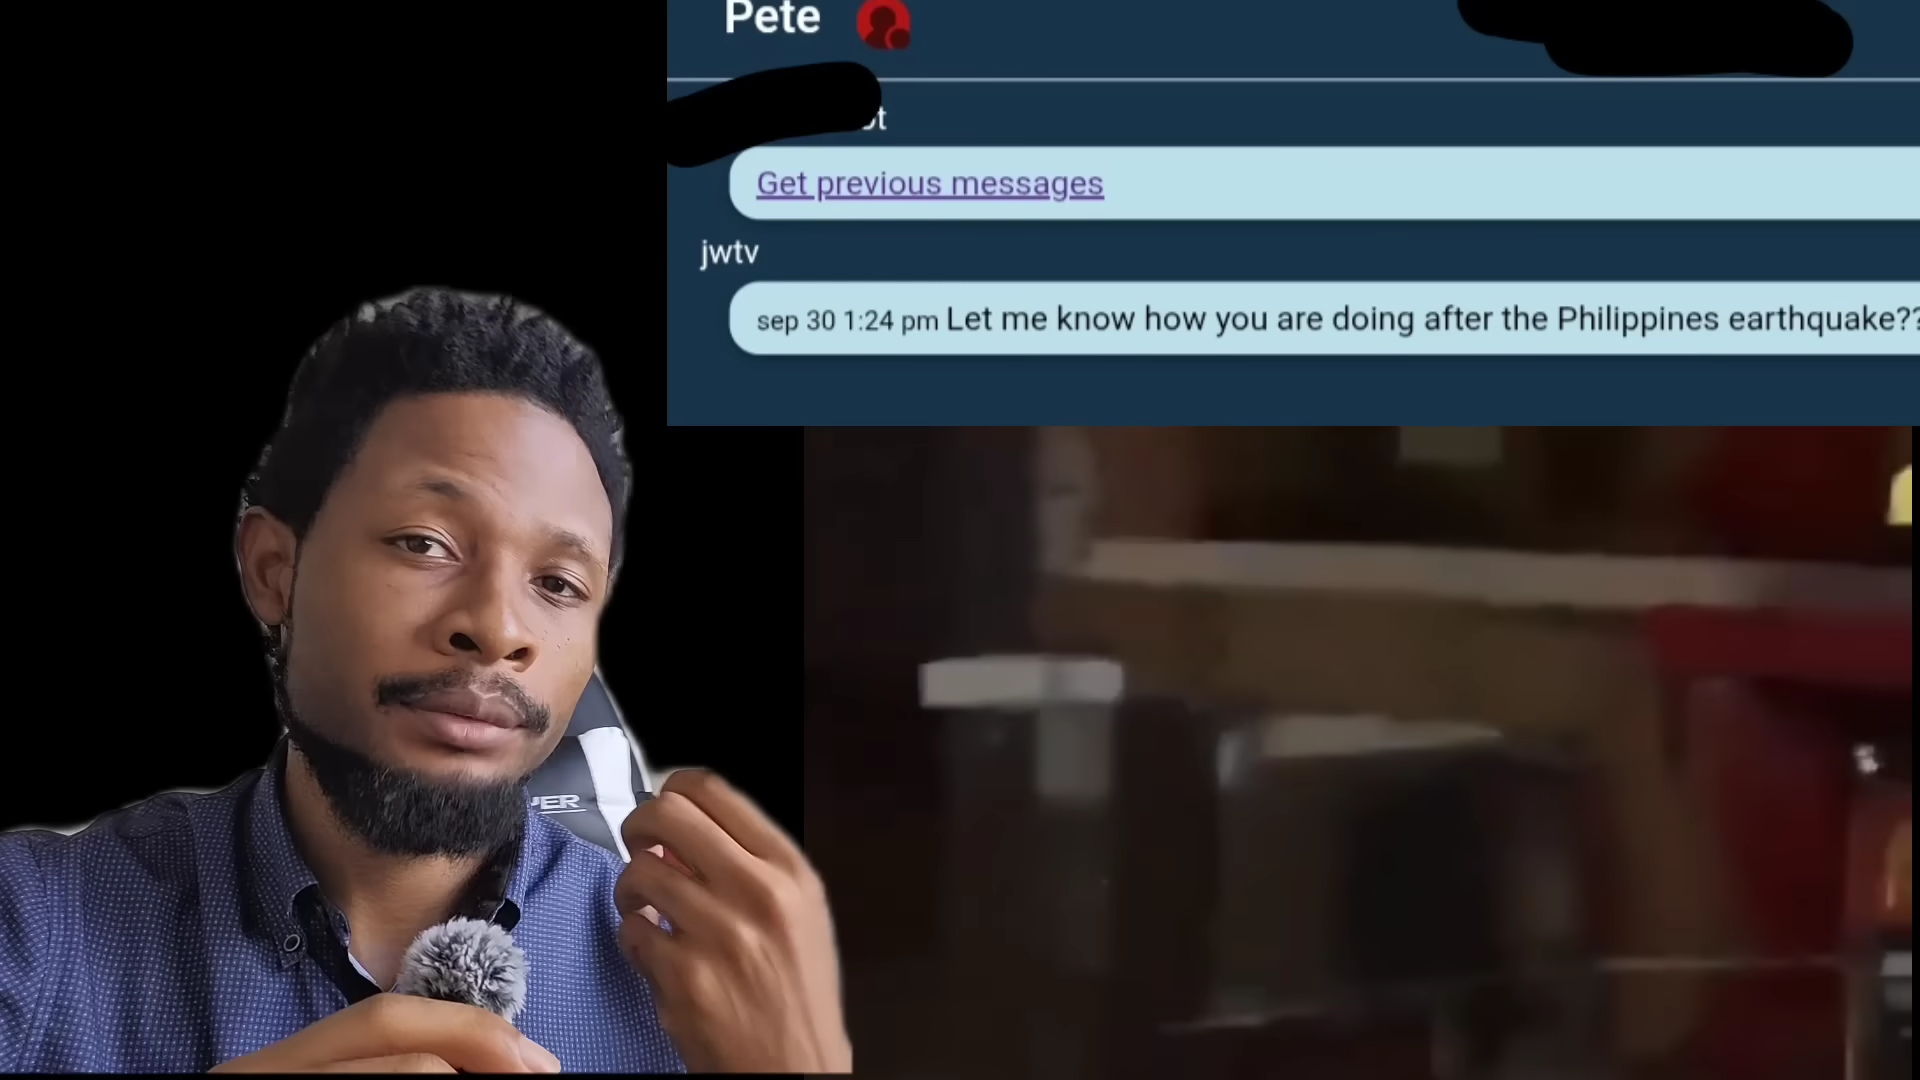 Pete
Get previous messages
jwtv
sep 30 1:24 pm Let me know how you are doing after the Philippines earthquake??